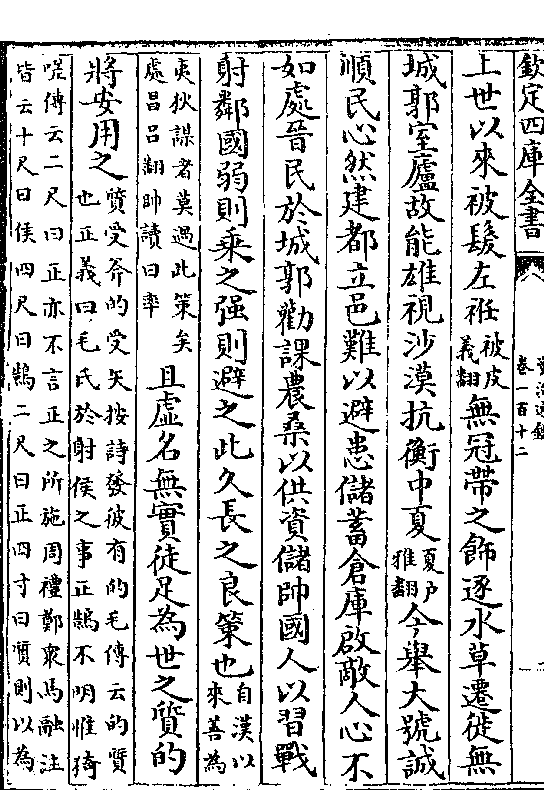 欽定四庫全書
資治通鑑
卷一百十二
上世以來被髮左袵被皮義翻無冠帶之飾逐水草遷徙無
城郭室廬故能雄視沙漠抗衡中夏夏户雅翻今舉大號誠
順民心然建都立邑難以避患儲蓄倉庫啟敵人心不
如處晉民於城郭勸課農桑以供資儲帥國人以習戰
射鄰國弱則乘之强則避之此久長之良策也自漢以來善為
夷狄謀者莫過此策矣處昌吕翻帥讀曰率且虚名無實徒足為世之質的
將安用之質受斧的受矢按詩發彼有的毛傳云的質也正義曰毛氏於射侯之事正鵠不明惟猗
嗟傳云二尺曰正亦不言正之所施周禮鄭衆馬融注皆云十尺曰侯四尺曰鵠二尺曰正四寸曰質則以為